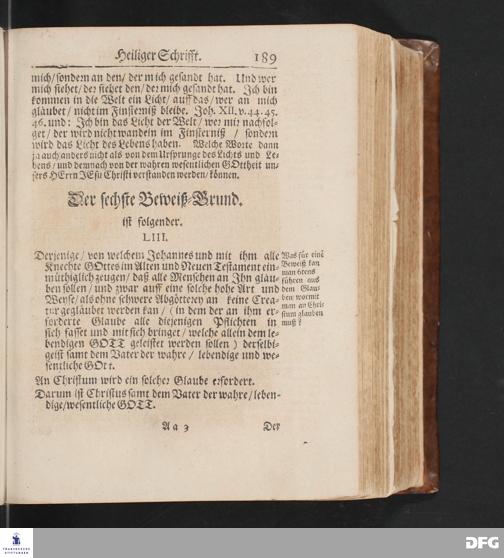 Heiliger Schrifft. 189
mich/ sondern an den/ der mich gesandt hat. Und wer
mich siehet/ der siehet den/ der mich gesandt hat. Ich bin
kommen in die Welt ein Licht/ auff das/ wer an mich
gläubet/ nicht im Finsterniß bleibe. Joh. XII. v. 44. 45.
46. und: Ich bin das Licht der Welt/ wer mir nachfol-
get/ der wird nicht wandeln im Finsterniß / sondern
wird das Licht des Lebens haben. Welche Worte dann
ja auch anders nicht als von dem Ursprunge des Lichts und Le-
bens/ und demnach von der wahren wesentlichen GOttheit un-
sers HErrn JEsu Christi verstanden werden/ können.
Der sechste Beweiß-Grund.
ist folgender.
LIII.
Derjenige/ von welchem Johannes und mit ihm alle
Knechte GOttes im Alten und Neuen Testament ein-
müthiglich zeugen/ daß alle Menschen an Ihn gläu-
ben sollen/ und zwar auff eine solche hohe Art und
Weyse/ als ohne schwere Abgötterey an keine Crea-
tur gegläubet werden kan/ (in dem der an ihm er-
forderte Glaube alle diejenigen Pflichten in
sich fasset und mit sich bringet/ welche allein dem le-
bendigen GOTT geleistet werden sollen) derselbi-
ge ist samt dem Vater der wahre / lebendige und we-
sentliche GOtt.
Was für eine
Beweiß kan
man
führen aus
dem Glau-
ben/ wormit
man an Chri-
stum glauben
muß?
An Christum wird ein solcher Glaube erfordert.
Darum ist Christus samt dem Vater der wahre/ leben-
dige/ wesentliche GOTT.
Aa 3 Der
FRANCKESCHE
STIFTUNGEN
DFG